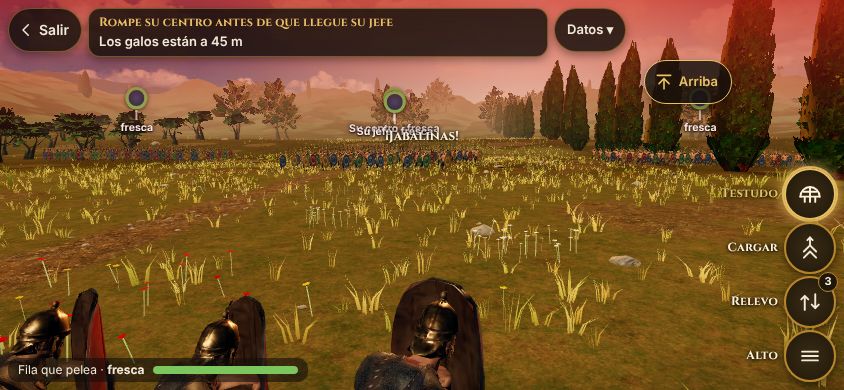 Salir
Rompe su centro antes de que llegue su jefe
Los galos están a 45 m
Datos ▾
Arriba
fresca
¡JABALINAS!
fresca
Testudo
Cargar
3
Relevo
Alto
Fila que pelea · fresca